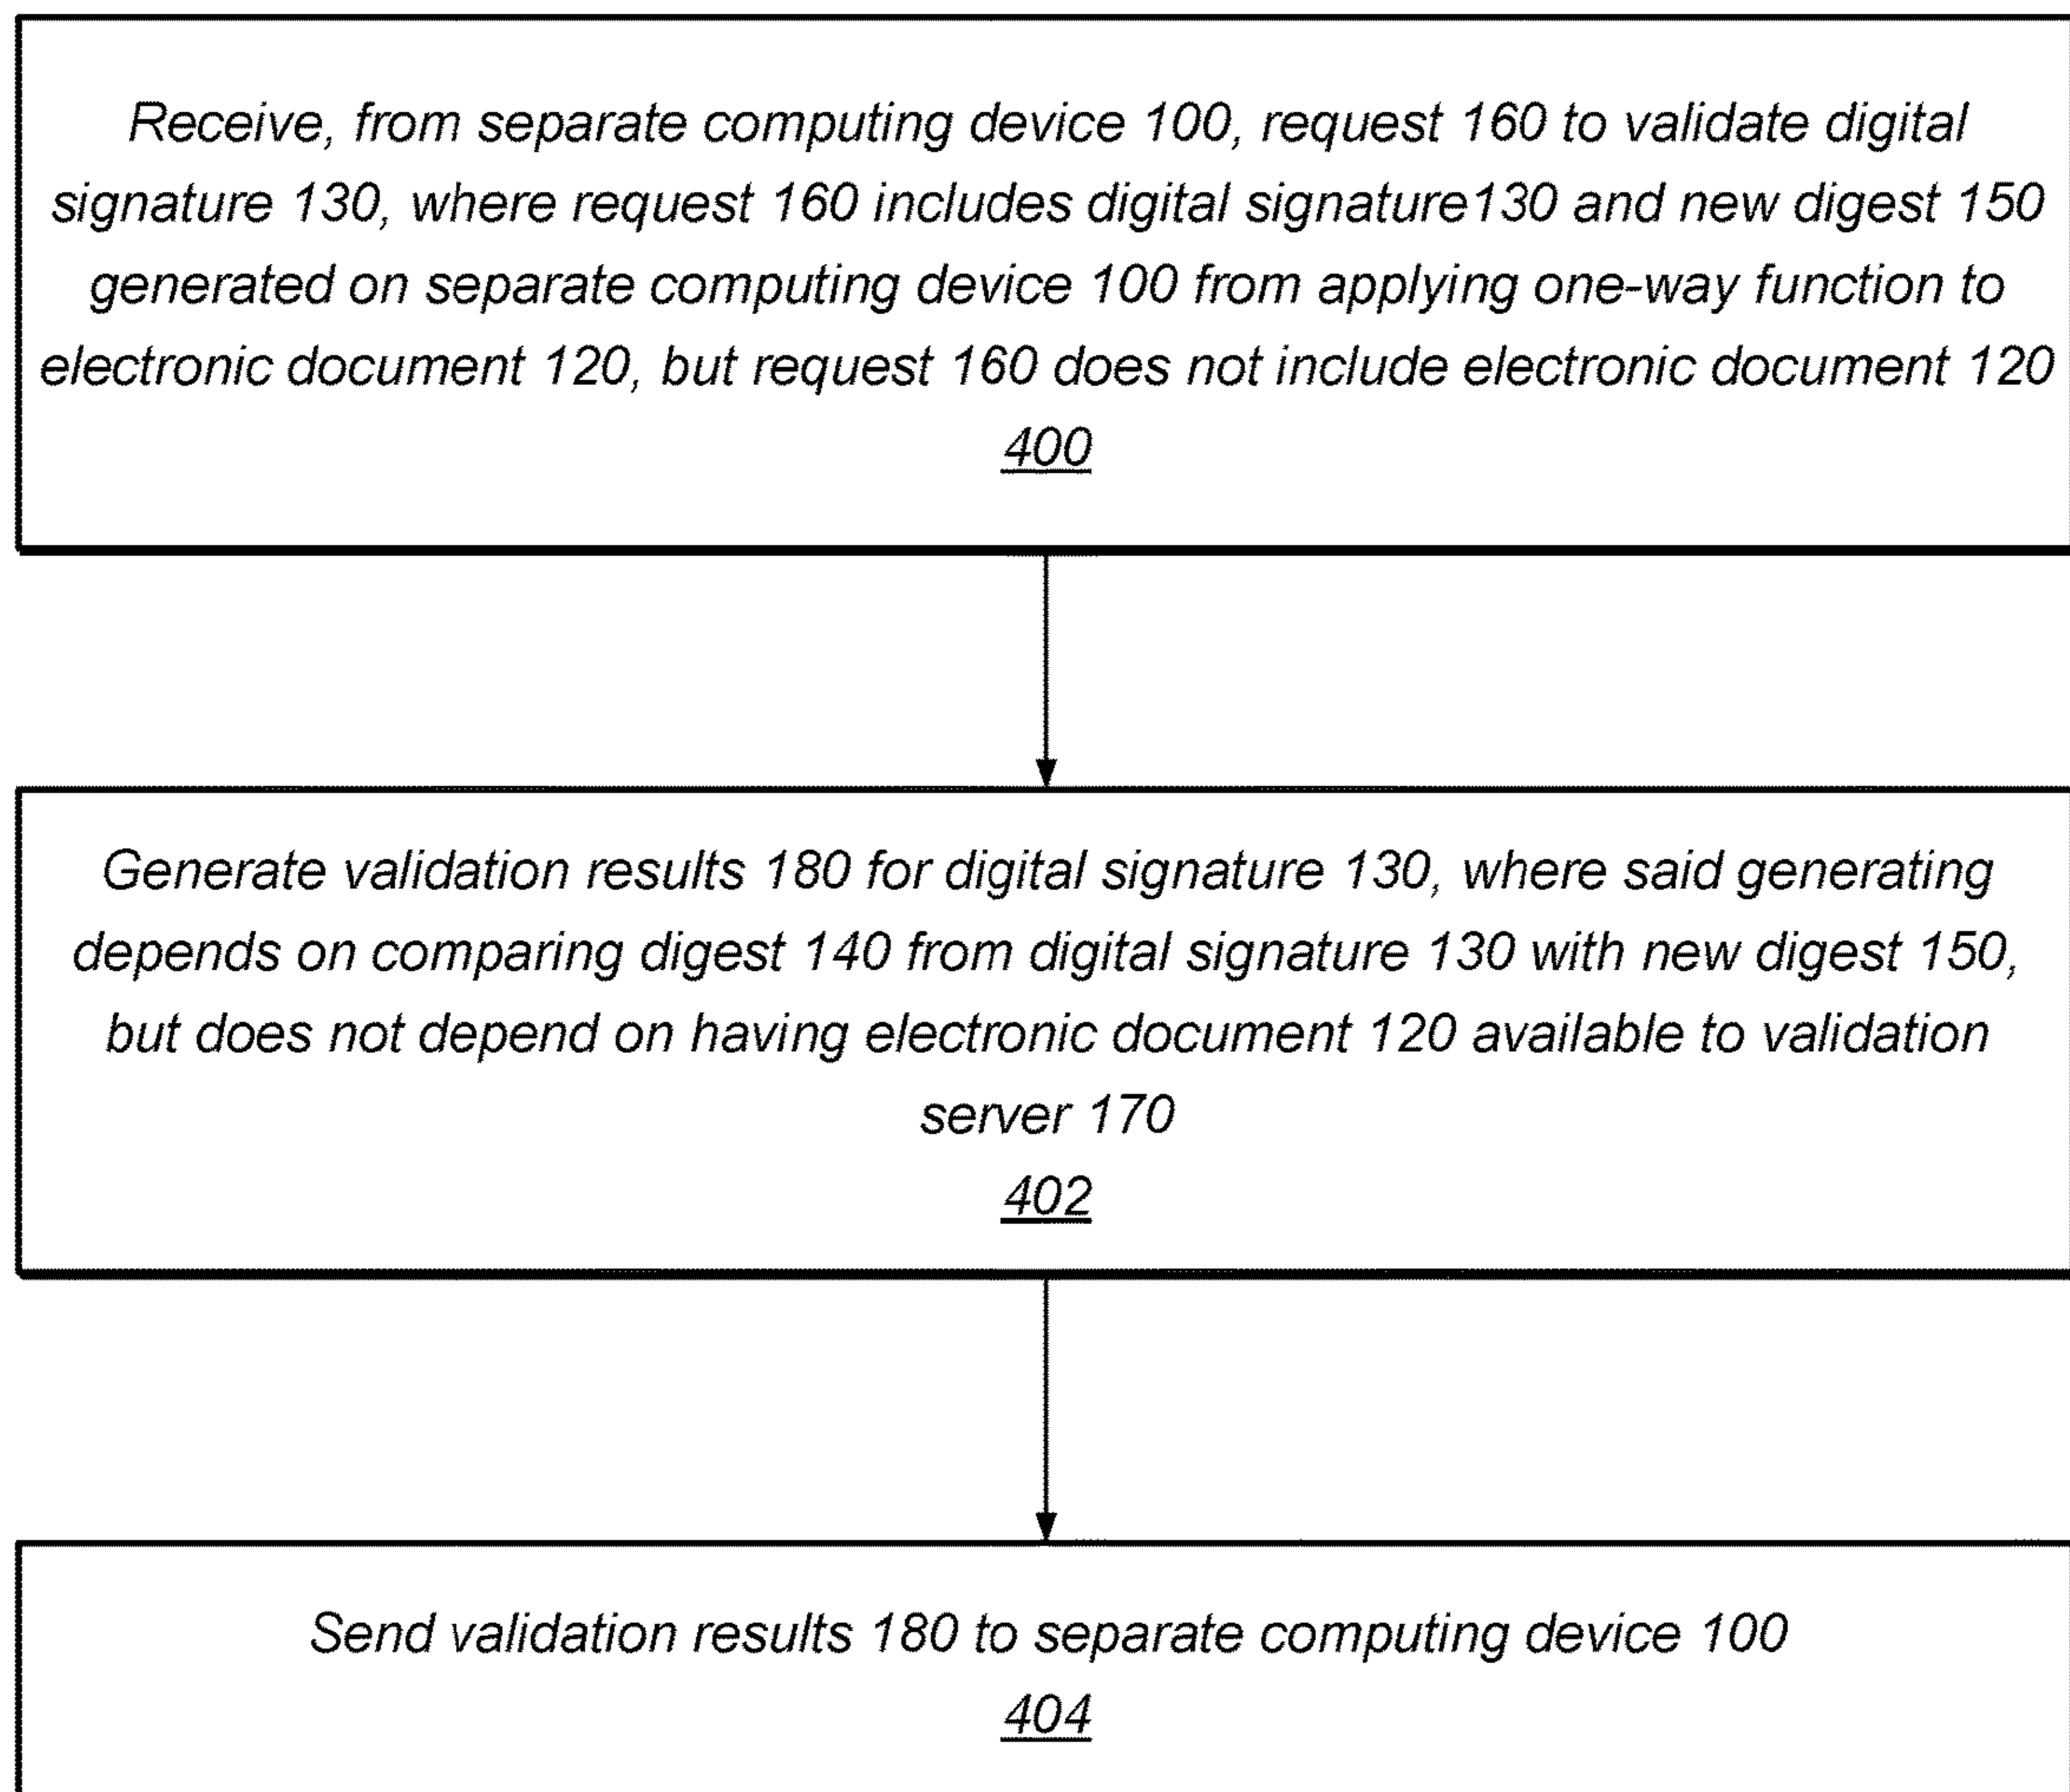 Receive, from separate computing device 100, request 160 to validate digital
signature 130, where request 160 includes digital signature130 and new digest 150
generated on separate computing device 100 from applying one-way function to
electronic document 120, but request 160 does not include electronic document 120
400
Generate validation results 180 for digital signature 130, where said generating
depends on comparing digest 140 from digital signature 130 with new digest 150,
but does not depend on having electronic document 120 available to validation
server 170
402
Send validation results 180 to separate computing device 100
404